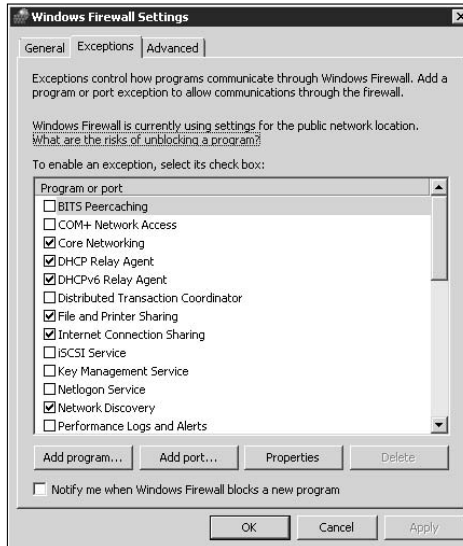 Windows Firewall Settings
General Exceptions Advanced
Exceptions control how programs communicate through Windows Firewall. Add a
program or port exception to allow communications through the firewall.
Windows Firewall is currently using settings for the public network location.
What are the risks of unblocking a program?
To enable an exception, select its check box:
Program or port
BITS Peercaching
COM+ Network Access
Core Networking
DHCP Relay Agent
DHCPv6 Relay Agent
Distributed Transaction Coordinator
File and Printer Sharing
Internet Connection Sharing
iSCSI Service
Key Management Service
Netlogon Service
Network Discovery
Performance Logs and Alerts
Add program... Add port... Properties Delete
Notify me when Windows Firewall blocks a new program
OK Cancel Apply